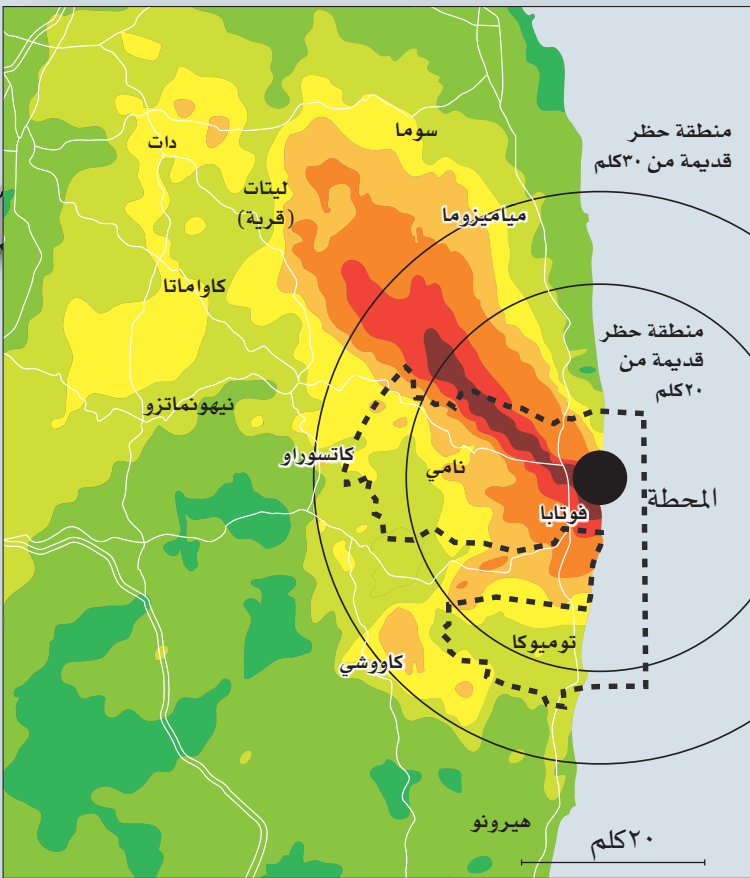 منطقة حظر
قديمة من ٣٠كلم
سوما
دات
ليتات
(قرية)
مياميزوما
كاواماتا
منطقة حظر
قديمة من
٢٠كلم
نيهونماتزو
كاتسوراو
نامي
المحطة
فوتابا
توميوكا
كاووشي
هيرونو
٢٠كلم